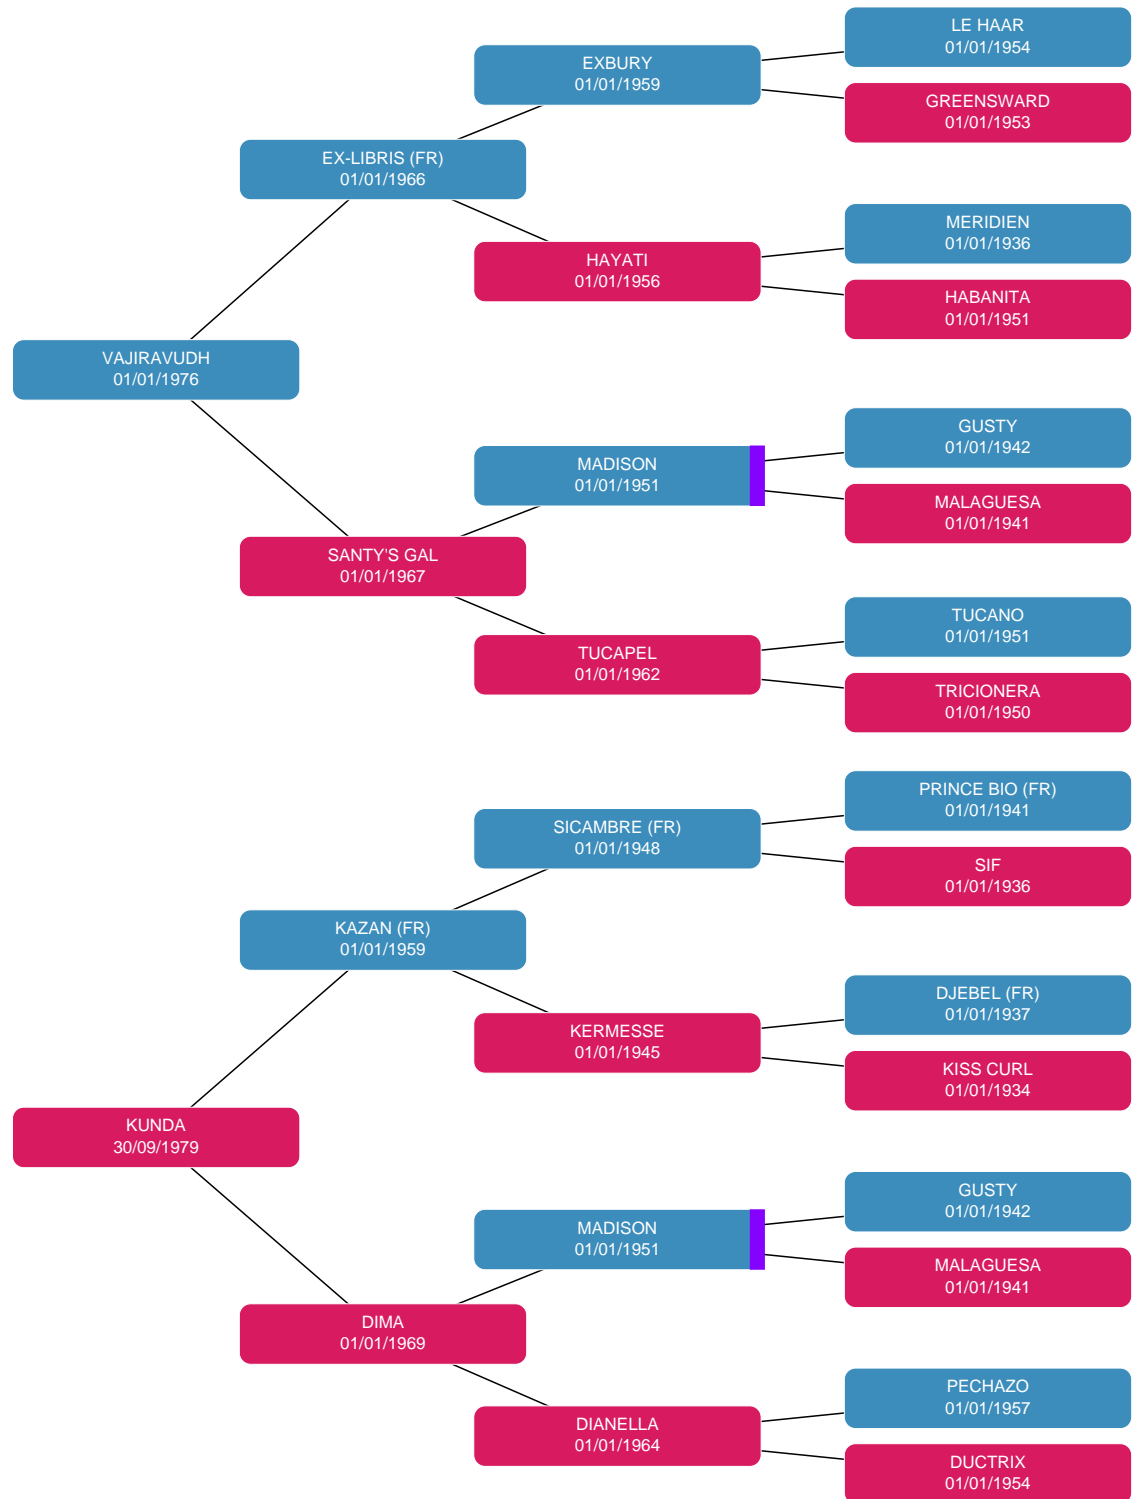 LE HAAR
01/01/1954
EXBURY
01/01/1959
GREENSWARD
01/01/1953
EX-LIBRIS (FR)
01/01/1966
MERIDIEN
01/01/1936
HAYATI
01/01/1956
HABANITA
01/01/1951
VAJIRAVUDH
01/01/1976
GUSTY
01/01/1942
MADISON
01/01/1951
MALAGUESA
01/01/1941
SANTY'S GAL
01/01/1967
TUCANO
01/01/1951
TUCAPEL
01/01/1962
TRICIONERA
01/01/1950
PRINCE BIO (FR)
01/01/1941
SICAMBRE (FR)
01/01/1948
SIF
01/01/1936
KAZAN (FR)
01/01/1959
DJEBEL (FR)
01/01/1937
KERMESSE
01/01/1945
KISS CURL
01/01/1934
KUNDA
30/09/1979
GUSTY
01/01/1942
MADISON
01/01/1951
MALAGUESA
01/01/1941
DIMA
01/01/1969
PECHAZO
01/01/1957
DIANELLA
01/01/1964
DUCTRIX
01/01/1954